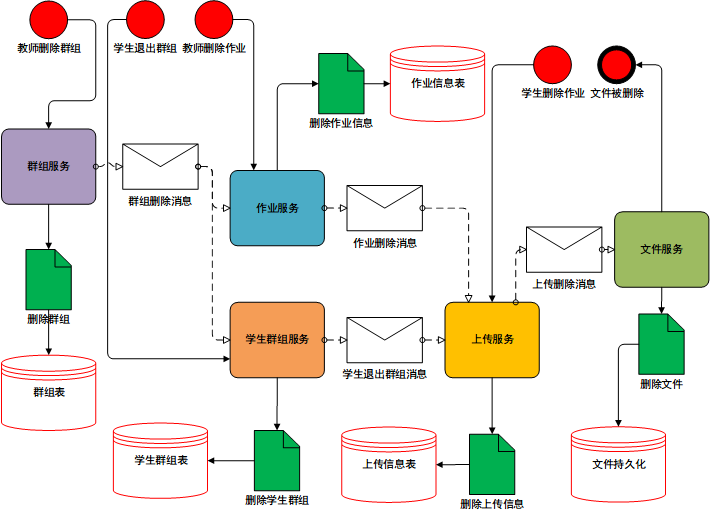 教师删除群组
学生退出群组
教师删除作业
学生删除作业
文件被删除
作业信息表
删除作业信息
群组服务
群组删除消息
作业服务
作业删除消息
文件服务
上传删除消息
删除群组
学生群组服务
学生退出群组消息
上传服务
群组表
删除文件
学生群组表
删除学生群组
上传信息表
删除上传信息
文件持久化